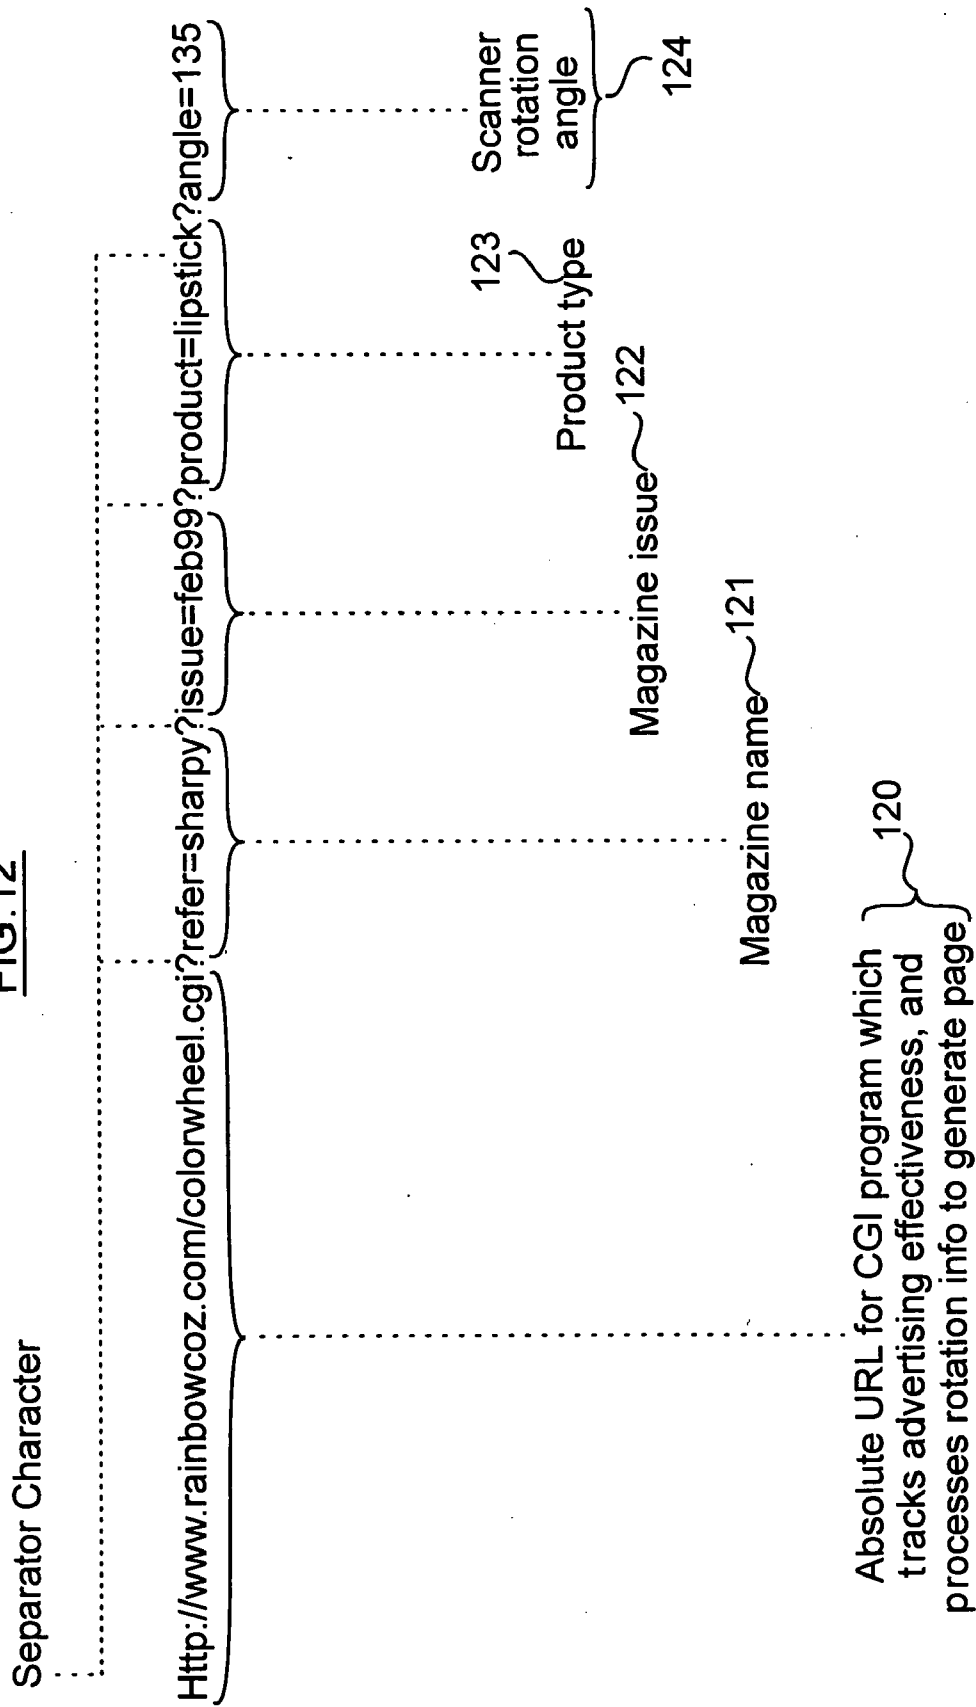 FIG.12
Separator Character
Http://www.rainbowcoz.com/colorwheel.cgi?refer=sharpy?issue=feb99?product=lipstick?angle=135
Scanner
rotation
angle
124
123
Product type
Magazine issue 122
Magazine name 121
Absolute URL for CGI program which
tracks advertising effectiveness, and
processes rotation info to generate page
120